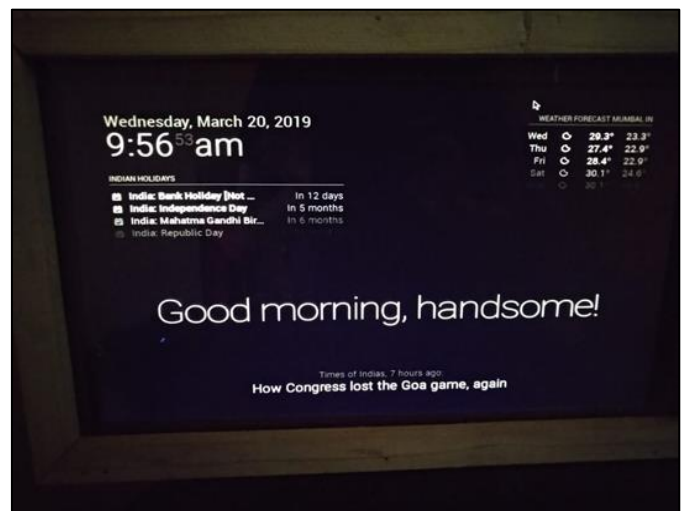 Wednesday, March 20, 2019
9:56 53 am
INDIAN HOLIDAYS
India: Bank Holiday [Not ... In 12 days
India: Independence Day In 5 months
India: Mahatma Gandhi Bir... In 6 months
India: Republic Day
WEATHER FORECAST MUMBAI, IN
Wed 29.3° 23.3°
Thu 27.4° 22.9°
Fri 28.4° 22.9°
Sat 30.1° 24.6°
30.1
Good morning, handsome!
Times of Indias, 7 hours ago:
How Congress lost the Goa game, again